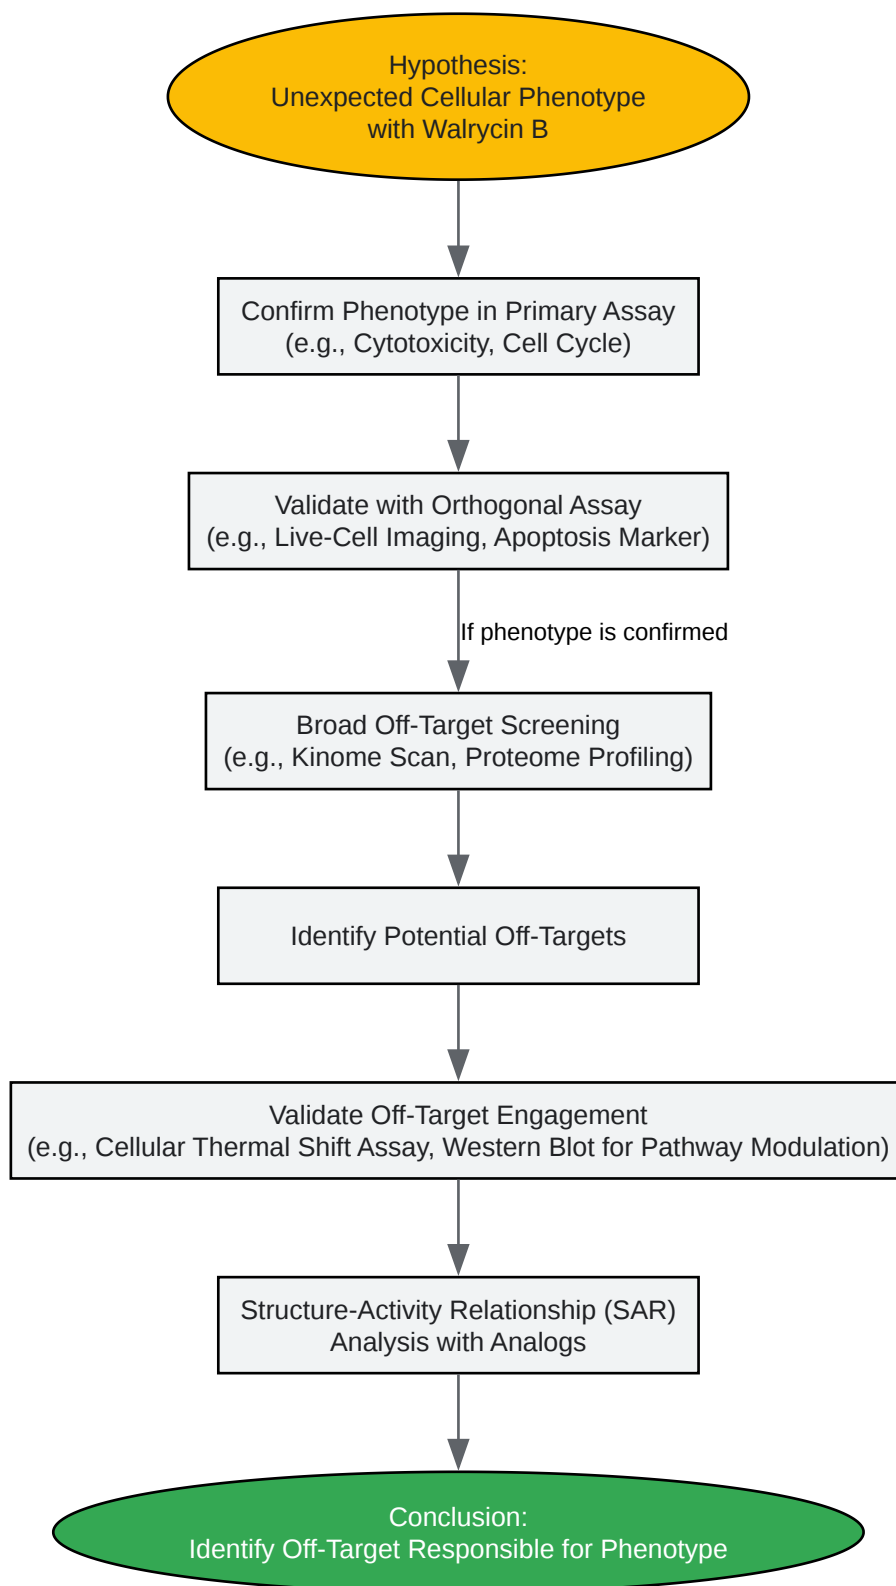 Hypothesis:
Unexpected Cellular Phenotype
with Walrycin B
Confirm Phenotype in Primary Assay
(e.g., Cytotoxicity, Cell Cycle)
Validate with Orthogonal Assay
(e.g., Live-Cell Imaging, Apoptosis Marker)
If phenotype is confirmed
Broad Off-Target Screening
(e.g., Kinome Scan, Proteome Profiling)
Identify Potential Off-Targets
Validate Off-Target Engagement
(e.g., Cellular Thermal Shift Assay, Western Blot for Pathway Modulation)
Structure-Activity Relationship (SAR)
Analysis with Analogs
Conclusion:
Identify Off-Target Responsible for Phenotype